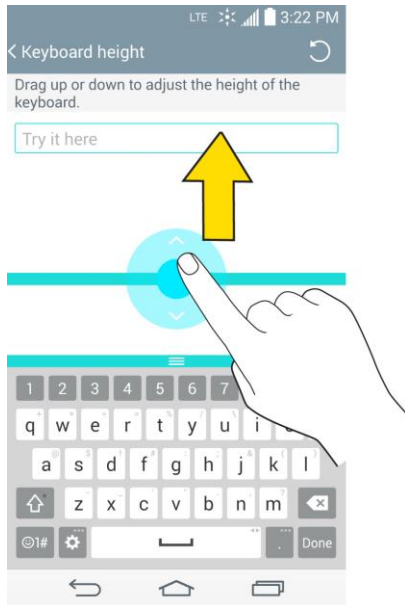 LTE 3:22 PM
Keyboard height
Drag up or down to adjust the height of the
keyboard.
Try it here
1 2 3 4 5 6 7
q w e r t y u i
a s d f g h j k l
z x c v b n m
1# . Done